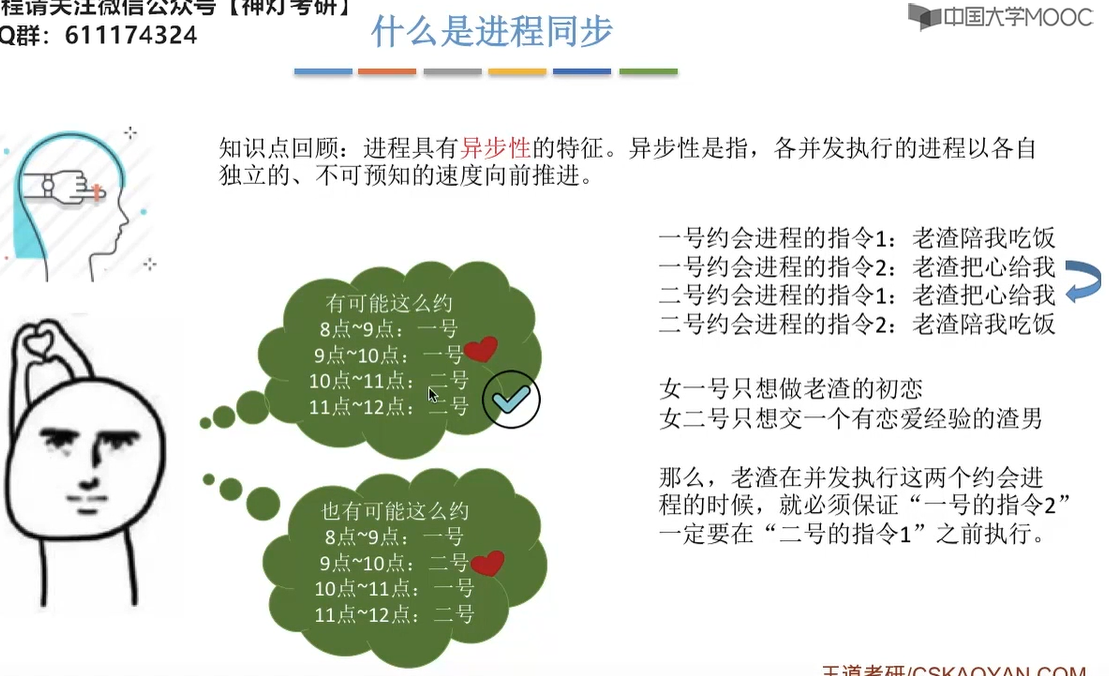 程请关注微信公众号【神灯考研】
Q群：611174324
什么是进程同步
中国大学MOOC
知识点回顾：进程具有异步性的特征。异步性是指，各并发执行的进程以各自
独立的、不可预知的速度向前推进。
有可能这么约
8点~9点：一号
9点~10点：一号
10点~11点：二号
11点~12点：二号
也有可能这么约
8点~9点：一号
9点~10点：二号
10点~11点：一号
11点~12点：二号
一号约会进程的指令1：老渣陪我吃饭
一号约会进程的指令2：老渣把心给我
二号约会进程的指令1：老渣把心给我
二号约会进程的指令2：老渣陪我吃饭
女一号只想做老渣的初恋
女二号只想交一个有恋爱经验的渣男
那么，老渣在并发执行这两个约会进
程的时候，就必须保证“一号的指令2”
一定要在“二号的指令1”之前执行。
王道考研/CSKAOYAN.COM